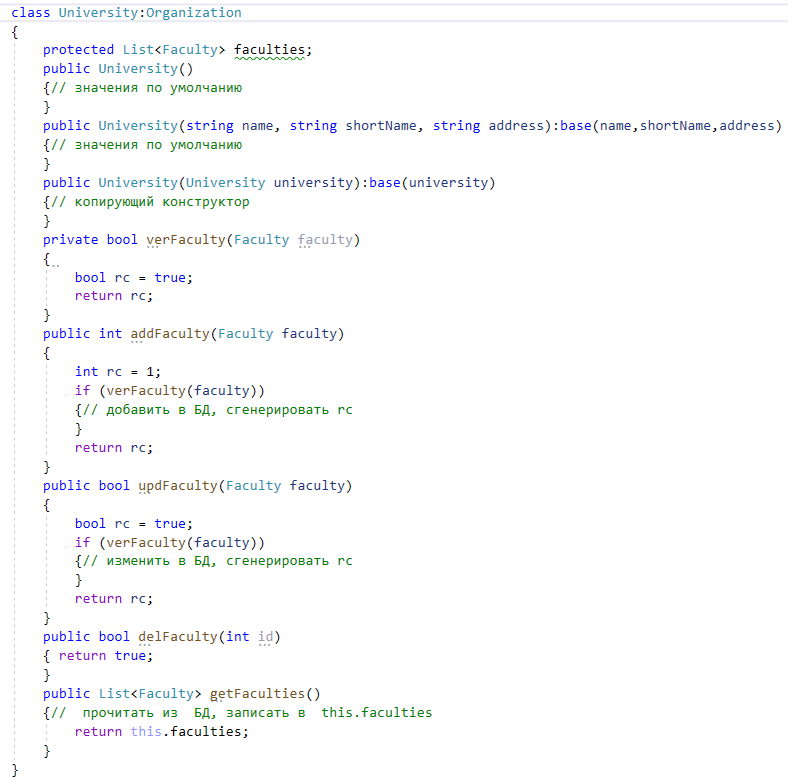 class University:Organization
{
protected List<Faculty> faculties;
public University()
{// значения по умолчанию
}
public University(string name, string shortName, string address):base(name,shortName,address)
{// значения по умолчанию
}
public University(University university):base(university)
{// копирующий конструктор
}
private bool verFaculty(Faculty faculty)
{
bool rc = true;
return rc;
}
public int addFaculty(Faculty faculty)
{
int rc = 1;
if (verFaculty(faculty))
{// добавить в БД, сгенерировать rc
}
return rc;
}
public bool updFaculty(Faculty faculty)
{
bool rc = true;
if (verFaculty(faculty))
{// изменить в БД, сгенерировать rc
}
return rc;
}
public bool delFaculty(int id)
{ return true;
}
public List<Faculty> getFaculties()
{//  прочитать из  БД, записать в  this.faculties
return this.faculties;
}
}